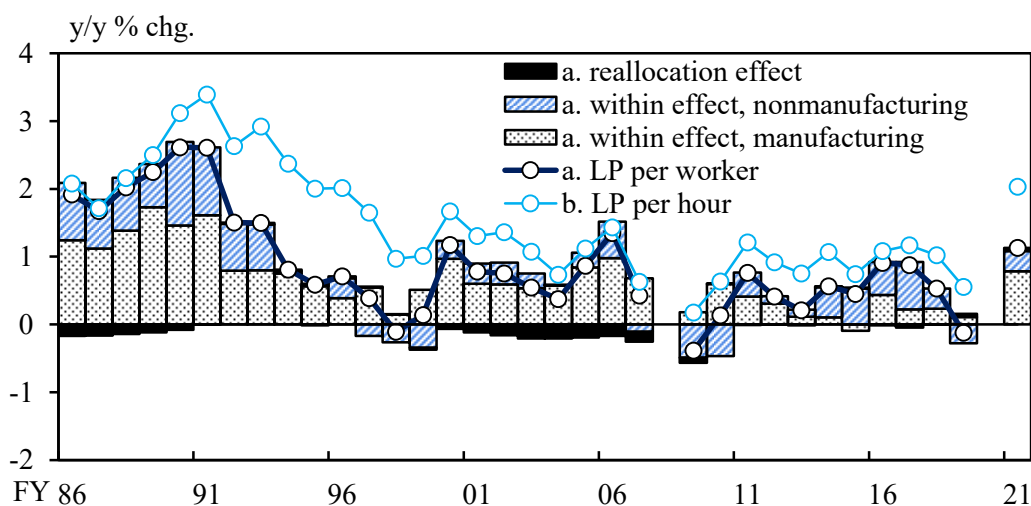 y/y % chg.
4
3
2
1
0
-1
-2
a. reallocation effect
a. within effect, nonmanufacturing
a. within effect, manufacturing
a. LP per worker
b. LP per hour
FY 86 91 96 01 06 11 16 21